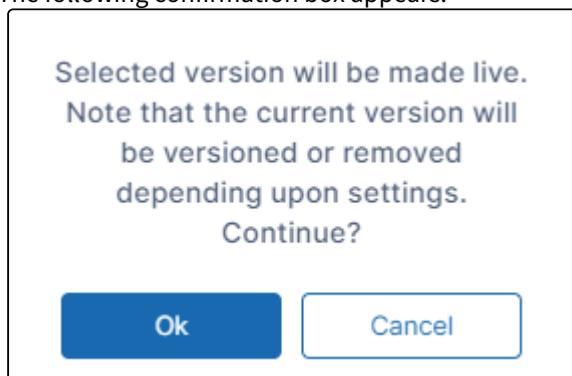 The following confirmation box appears:
Selected version will be made live.
Note that the current version will
be versioned or removed
depending upon settings.
Continue?
Ok
Cancel